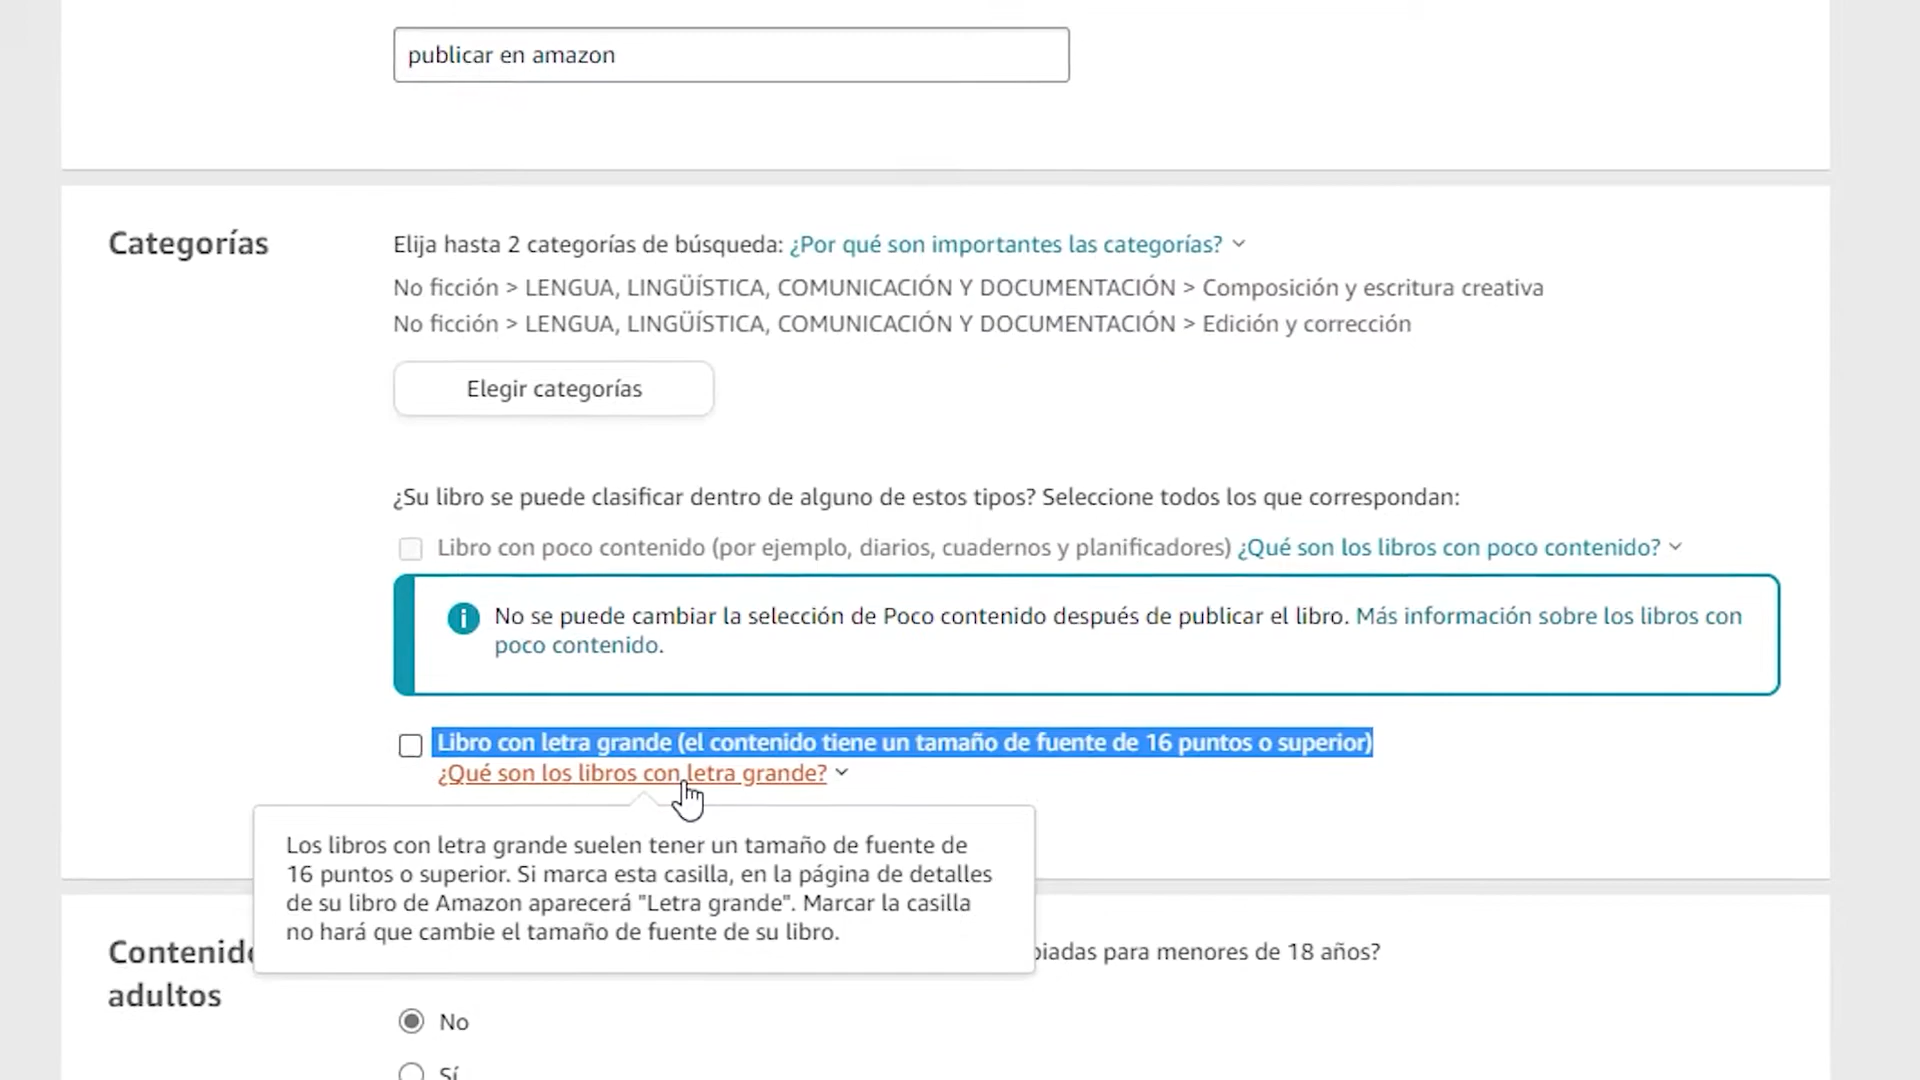 publicar en amazon
Categorías
Elija hasta 2 categorías de búsqueda: ¿Por qué son importantes las categorías?
No ficción > LENGUA, LINGÜÍSTICA, COMUNICACIÓN Y DOCUMENTACIÓN > Composición y escritura creativa
No ficción > LENGUA, LINGÜÍSTICA, COMUNICACIÓN Y DOCUMENTACIÓN > Edición y corrección
Elegir categorías
¿Su libro se puede clasificar dentro de alguno de estos tipos? Seleccione todos los que correspondan:
Libro con poco contenido (por ejemplo, diarios, cuadernos y planificadores) ¿Qué son los libros con poco contenido?
No se puede cambiar la selección de Poco contenido después de publicar el libro. Más información sobre los libros con
poco contenido.
Libro con letra grande (el contenido tiene un tamaño de fuente de 16 puntos o superior)
¿Qué son los libros con letra grande?
Los libros con letra grande suelen tener un tamaño de fuente de
16 puntos o superior. Si marca esta casilla, en la página de detalles
de su libro de Amazon aparecerá "Letra grande". Marcar la casilla
no hará que cambie el tamaño de fuente de su libro.
Contenido
adultos
para menores de 18 años?
No
Sí